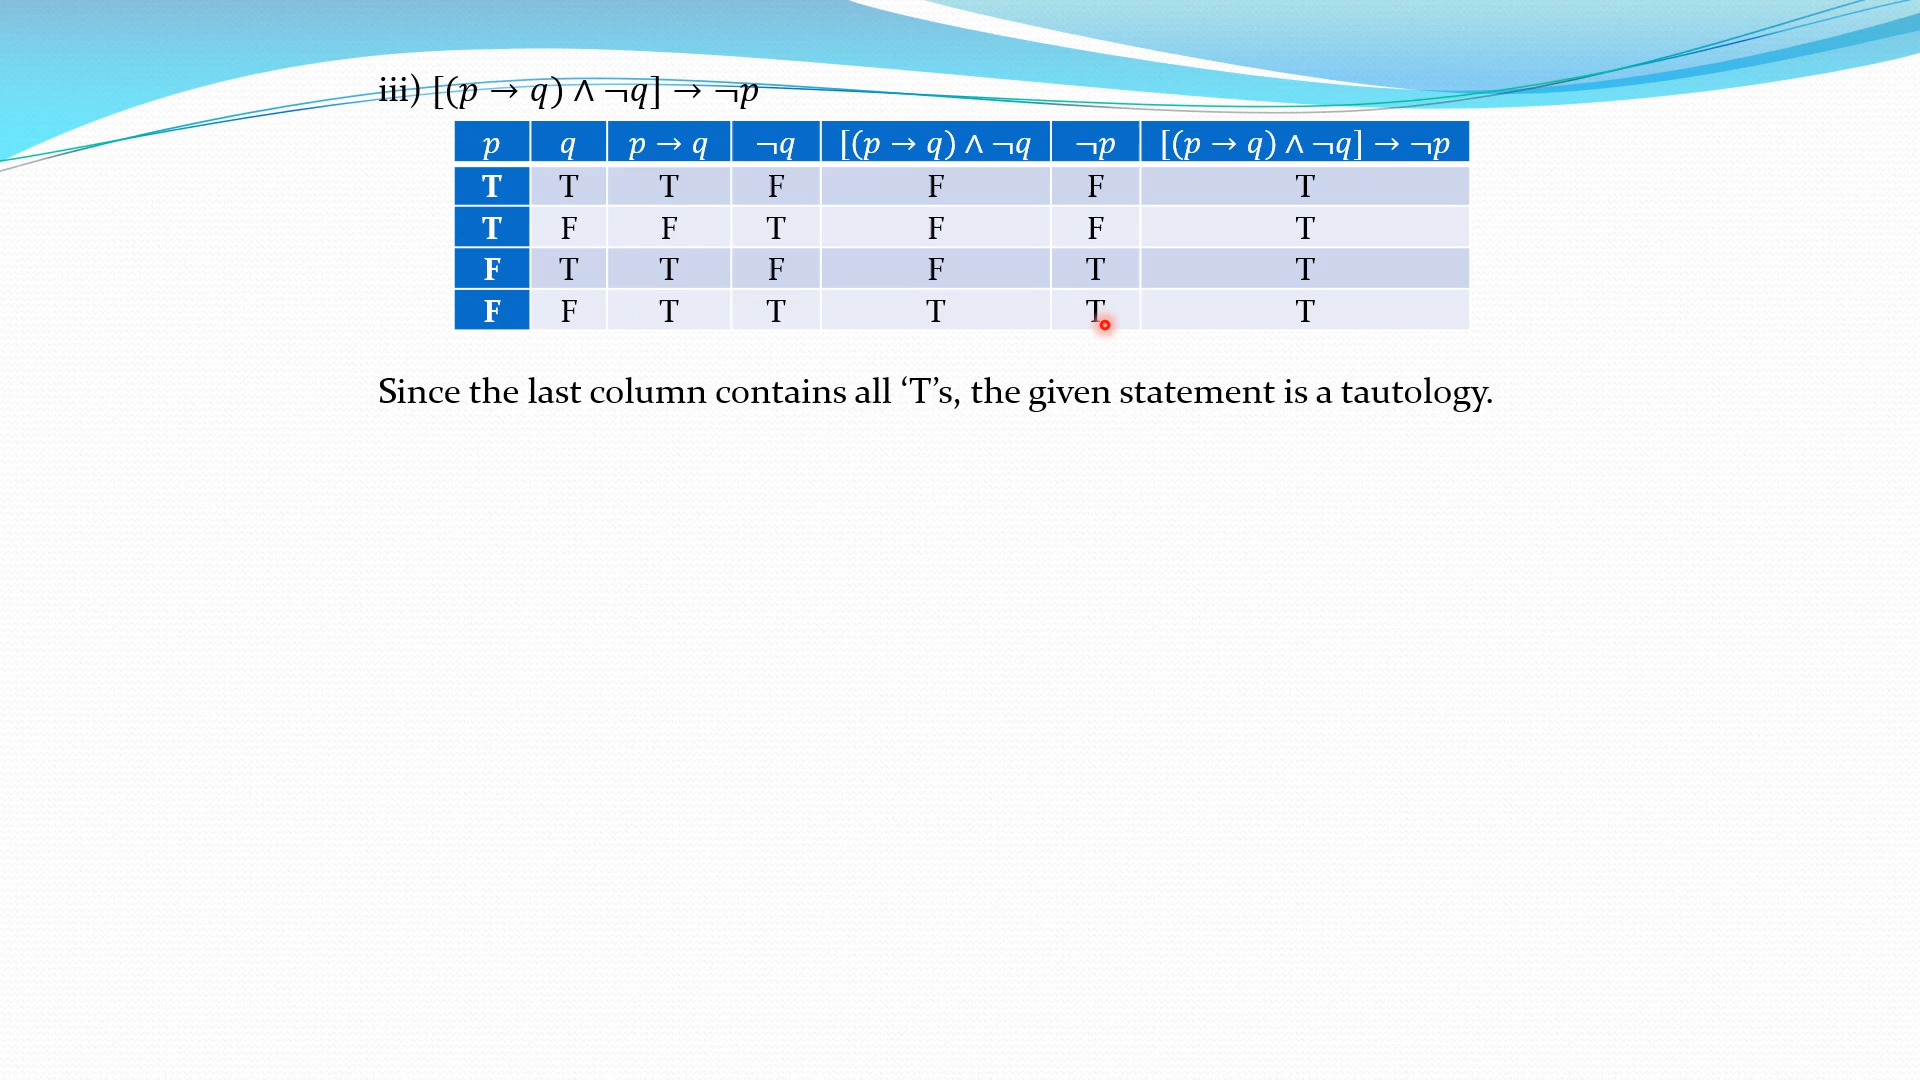 iii) [(p → q) ∧ ¬q] → ¬p
p q p → q ¬q [(p → q) ∧ ¬q ¬p [(p → q) ∧ ¬q] → ¬p
T T T F F F T
T F F T F F T
F T T F F T T
F F T T T T T
Since the last column contains all ‘T’s, the given statement is a tautology.